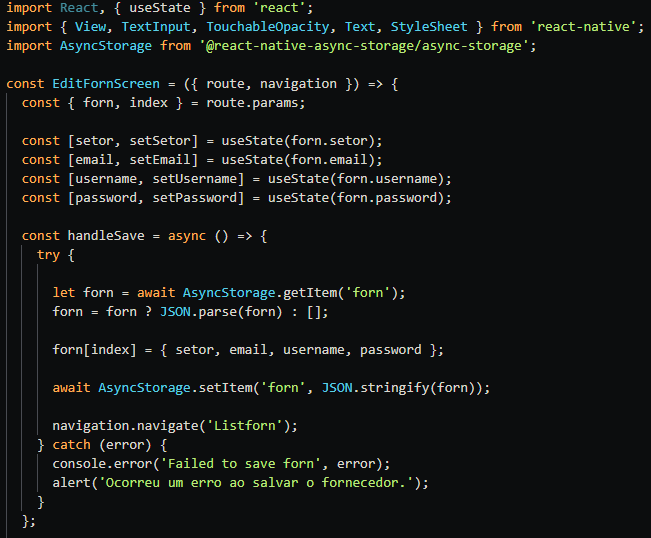 import React, { useState } from 'react';
import { View, TextInput, TouchableOpacity, Text, StyleSheet } from 'react-native';
import AsyncStorage from '@react-native-async-storage/async-storage';

const EditFornScreen = ({ route, navigation }) => {
  const { forn, index } = route.params;

  const [setor, setSetor] = useState(forn.setor);
  const [email, setEmail] = useState(forn.email);
  const [username, setUsername] = useState(forn.username);
  const [password, setPassword] = useState(forn.password);

  const handleSave = async () => {
    try {

      let forn = await AsyncStorage.getItem('forn');
      forn = forn ? JSON.parse(forn) : [];

      forn[index] = { setor, email, username, password };

      await AsyncStorage.setItem('forn', JSON.stringify(forn));

      navigation.navigate('Listforn');
    } catch (error) {
      console.error('Failed to save forn', error);
      alert('Ocorreu um erro ao salvar o fornecedor.');
    }
  };